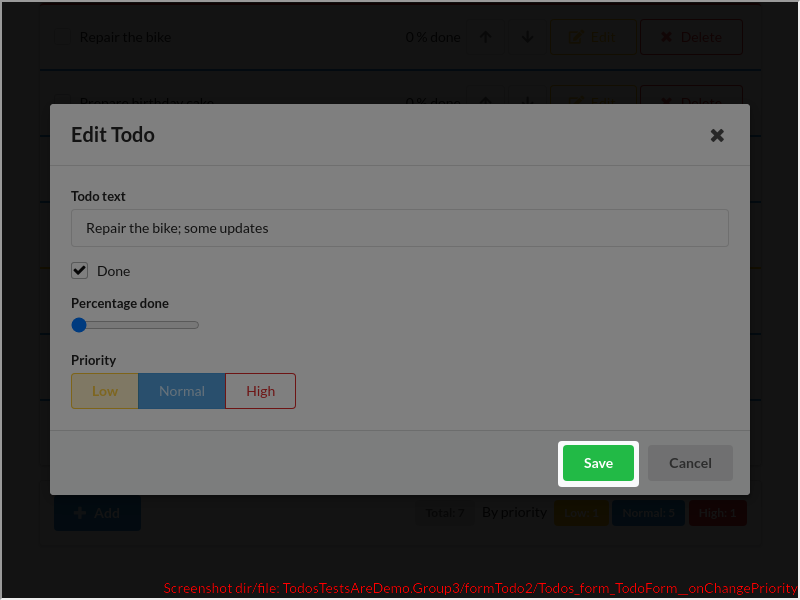 Repair the bike 0 % done Edit Delete
Prepare birthday cake 0 % done Edit Delete
Edit Todo
Todo text
Repair the bike; some updates
Done
Percentage done
Priority
Low Normal High
Save Cancel
Add Total: 7 By priority Low: 1 Normal: 5 High: 1
Screenshot dir/file: TodosTestsAreDemo.Group3/formTodo2/Todos_form_TodoForm__onChangePriority